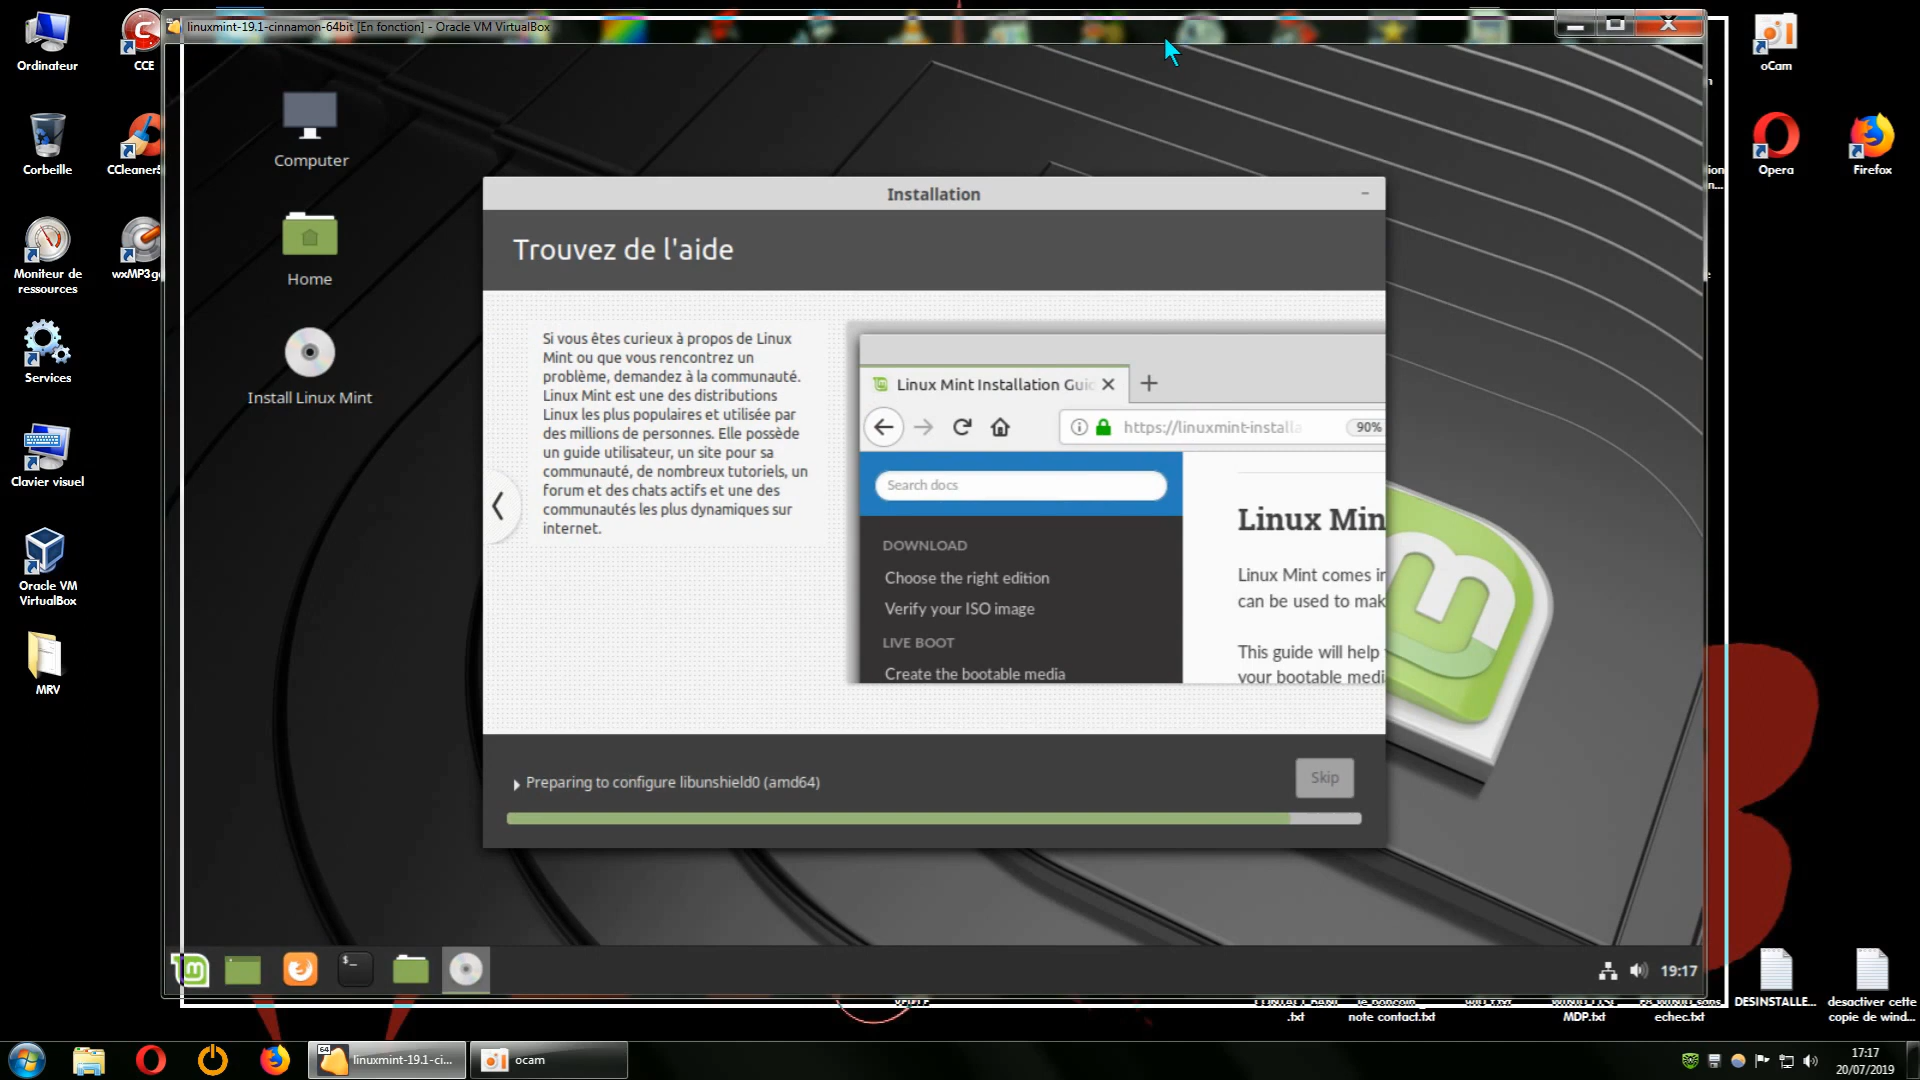 linuxmint-19.1-cinnamon-64bit [En fonction] - Oracle VM VirtualBox
Ordinateur
CCE
oCam
Corbeille
Opera
Firefox
Moniteur de
ressources
Services
Clavier visuel
Oracle VM
VirtualBox
MRV
Computer
Home
Install Linux Mint
Installation
Trouvez de l'aide
Si vous êtes curieux à propos de Linux
Mint ou que vous rencontrez un
problème, demandez à la communauté.
Linux Mint est une des distributions
Linux les plus populaires et utilisée par
des millions de personnes. Elle possède
un guide utilisateur, un site pour sa
communauté, de nombreux tutoriels, un
forum et des chats actifs et une des
communautés les plus dynamiques sur
internet.
Linux Mint Installation Guid
https://linuxmint-installa
90%
Search docs
DOWNLOAD
Choose the right edition
Verify your ISO image
LIVE BOOT
Create the bootable media
Linux Min
Linux Mint comes in
can be used to mak
This guide will help
your bootable medi
Preparing to configure libunshield0 (amd64)
Skip
$_
19:17
.txt
note contact.txt
MDP.txt
echec.txt
DESINSTALLE...
desactiver cette
copie de wind...
64
linuxmint-19.1-ci...
ocam
17:17
20/07/2019